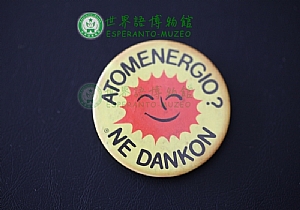 世界語博物館
ESPERANTO-MUZEO
ATOMENERGIO?
NE DANKON